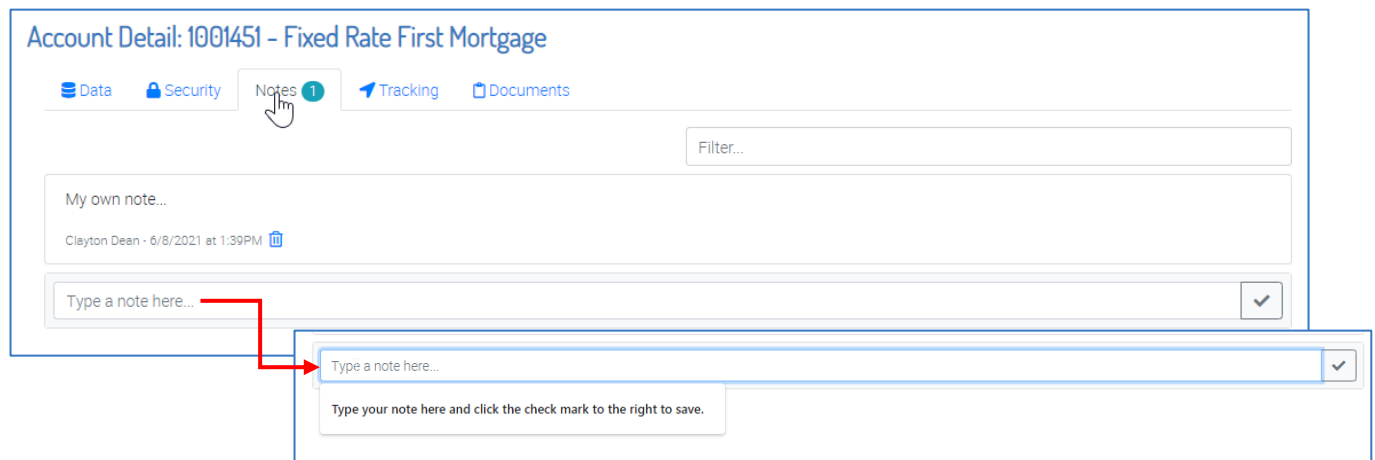 Account Detail: 1001451 - Fixed Rate First Mortgage
Data Security Notes 1 Tracking Documents
Filter...
My own note...
Clayton Dean - 6/8/2021 at 1:39PM
Type a note here...
Type a note here...
Type your note here and click the check mark to the right to save.